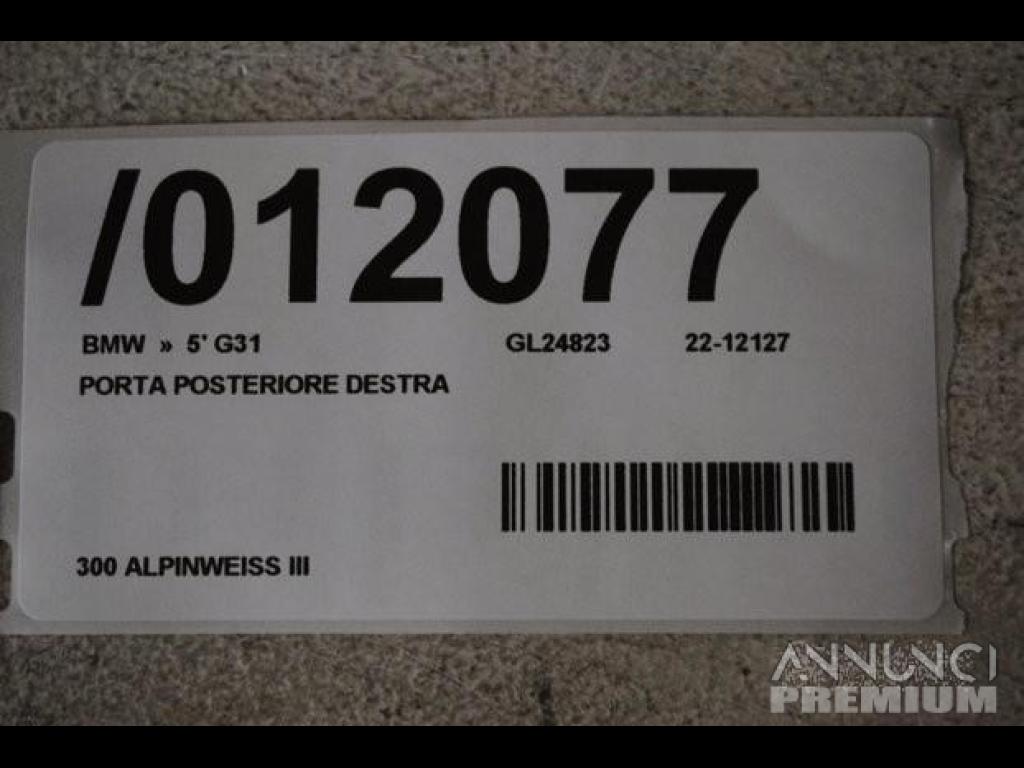 /012077
BMW » 5' G31 GL24823 22-12127
PORTA POSTERIORE DESTRA
300 ALPINWEISS III
ANNUNCI
PREMIUM